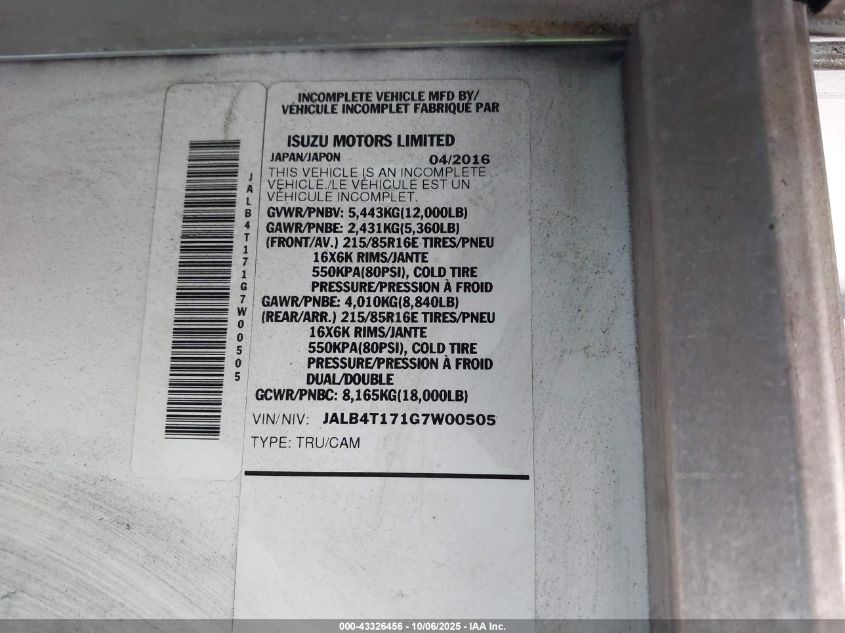 INCOMPLETE VEHICLE MFD BY/
VÉHICULE INCOMPLET FABRIQUÉ PAR
ISUZU MOTORS LIMITED
JAPAN/JAPON 04/2016
THIS VEHICLE IS AN INCOMPLETE
VEHICLE./LE VÉHICULE EST UN
VÉHICULE INCOMPLET.
GVWR/PNBV: 5,443KG(12,000LB)
GAWR/PNBE: 2,431KG(5,360LB)
(FRONT/AV.) 215/85R16E TIRES/PNEU
16X6K RIMS/JANTE
550KPA(80PSI), COLD TIRE
PRESSURE/PRESSION À FROID
GAWR/PNBE: 4,010KG(8,840LB)
(REAR/ARR.) 215/85R16E TIRES/PNEU
16X6K RIMS/JANTE
550KPA(80PSI), COLD TIRE
PRESSURE/PRESSION À FROID
DUAL/DOUBLE
GCWR/PNBC: 8,165KG(18,000LB)
VIN/NIV: JALB4T171G7W00505
TYPE: TRU/CAM
JALB4T171G7W00505
000-43326456 - 10/06/2025 - IAA Inc.